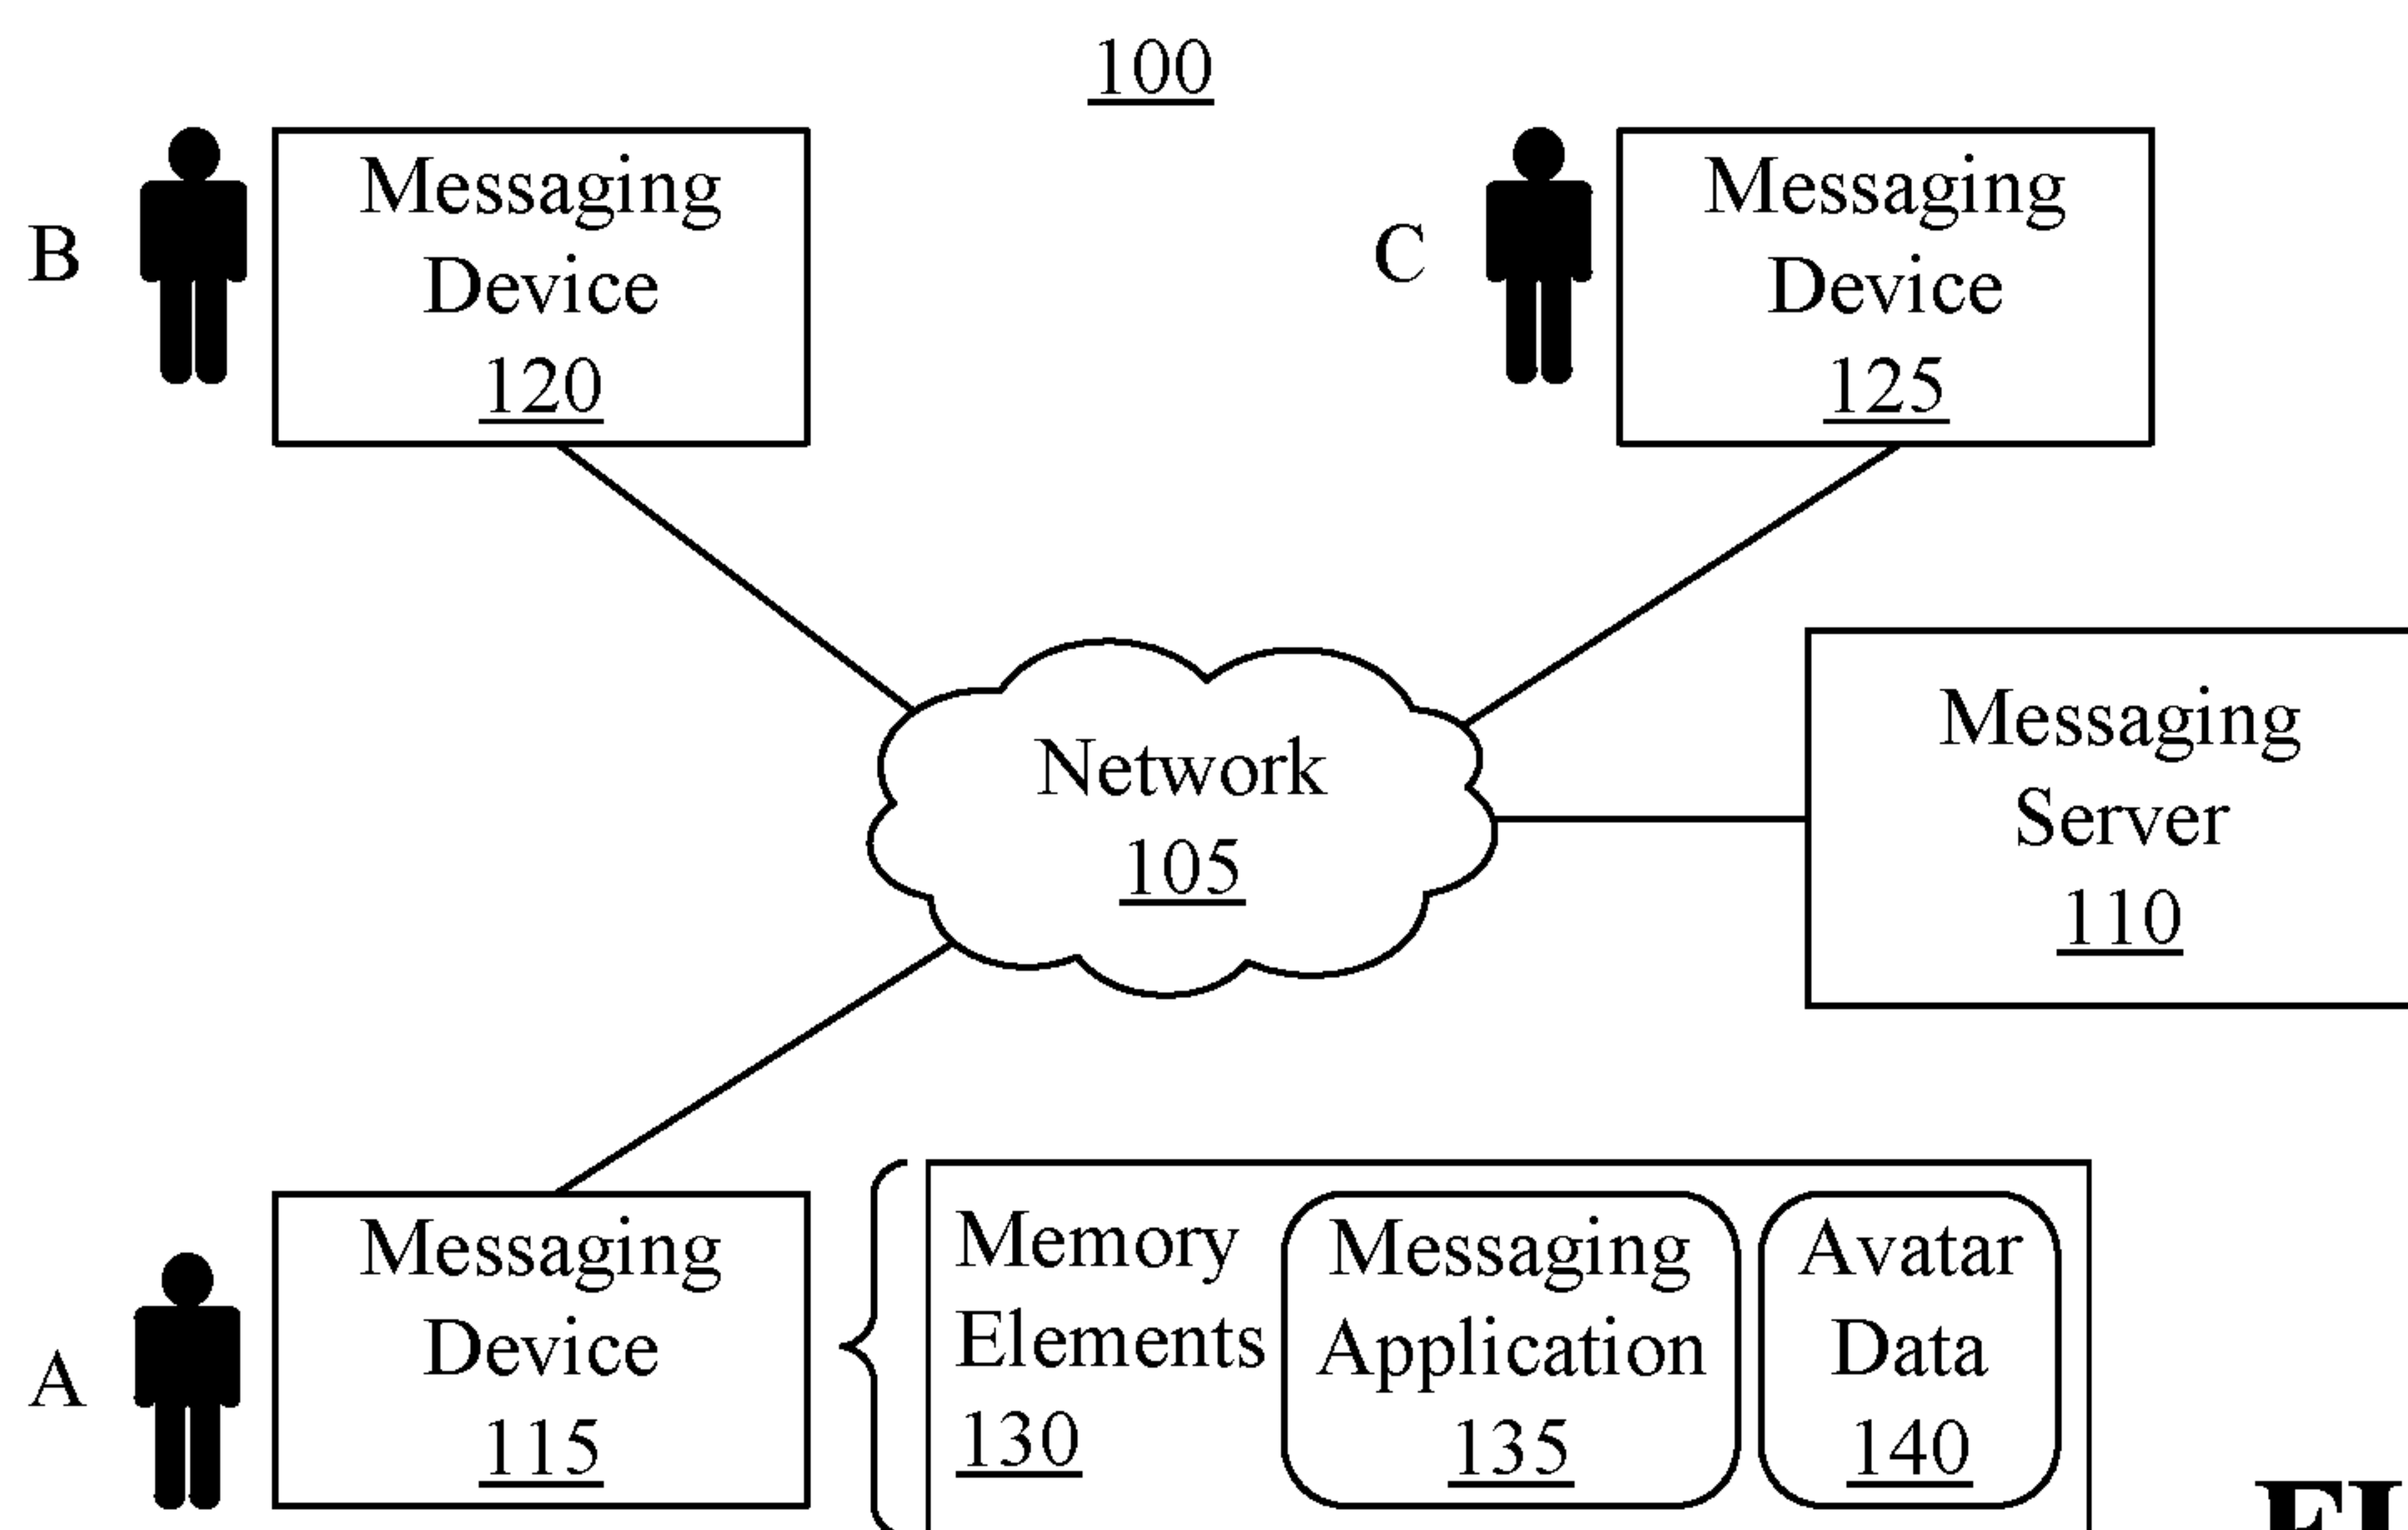 100
B
Messaging
Device
120
C
Messaging
Device
125
Network
105
Messaging
Server
110
A
Messaging
Device
115
Memory
Elements
130
Messaging
Application
135
Avatar
Data
140